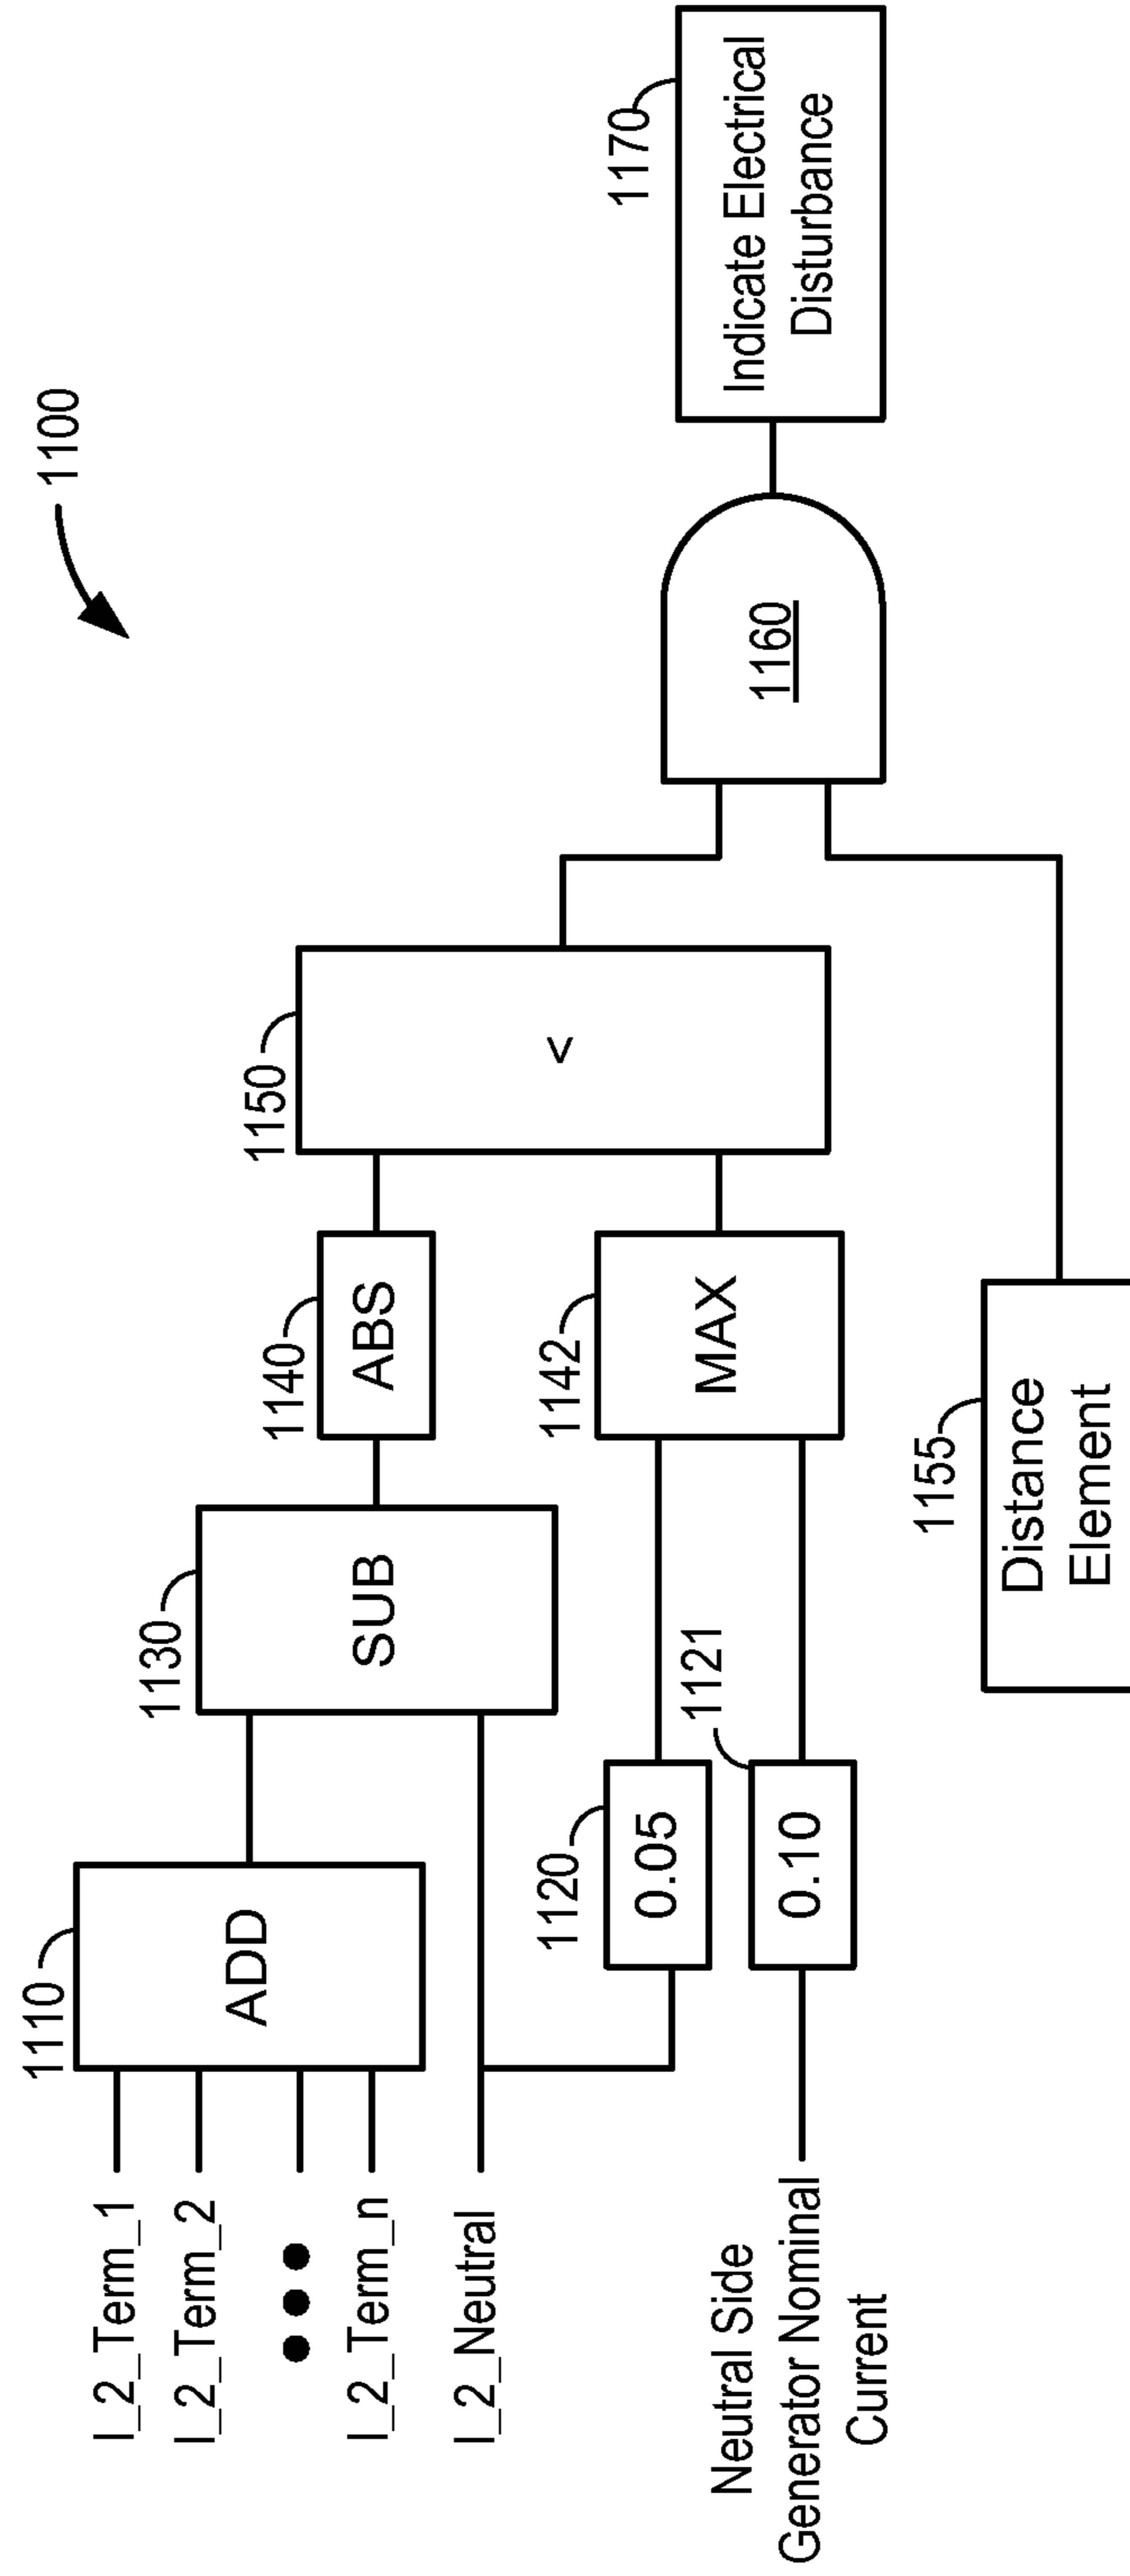 1100
I_2_Term_1
I_2_Term_2
I_2_Term_n
I_2_Neutral
Neutral Side
Generator Nominal
Current
1110
ADD
1120
0.05
1121
0.10
1130
SUB
1140
ABS
1142
MAX
1150
<
1155
Distance
Element
1160
1170
Indicate Electrical
Disturbance